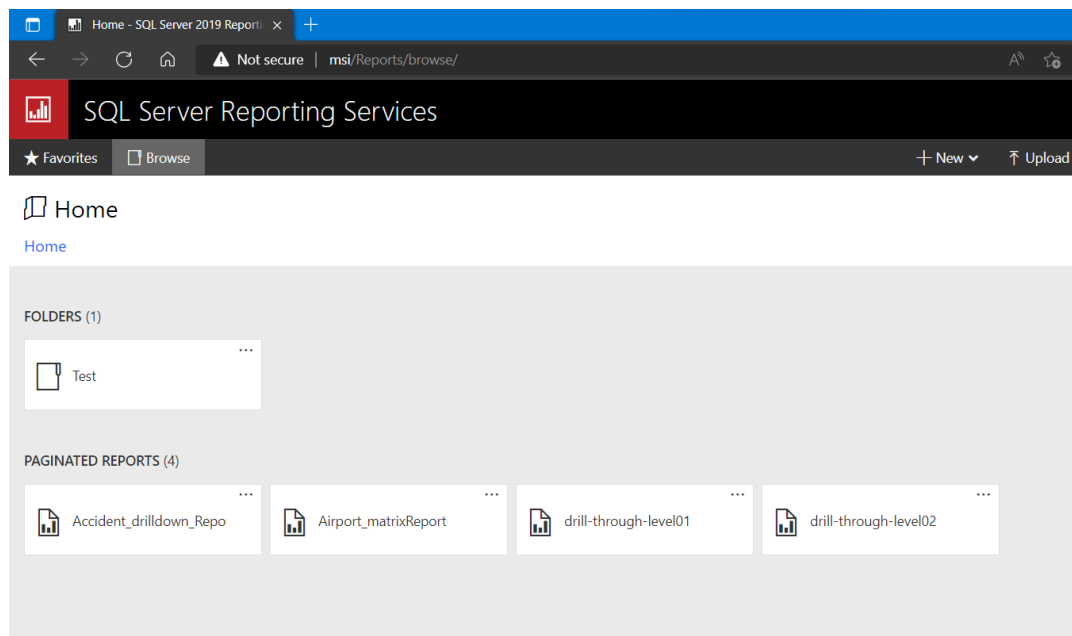 Home - SQL Server 2019 Reporti
Not secure | msi/Reports/browse/
SQL Server Reporting Services
Favorites Browse New Upload
Home
Home
FOLDERS (1)
...
Test
PAGINATED REPORTS (4)
... ... ... ...
Accident_drilldown_Repo Airport_matrixReport drill-through-level01 drill-through-level02